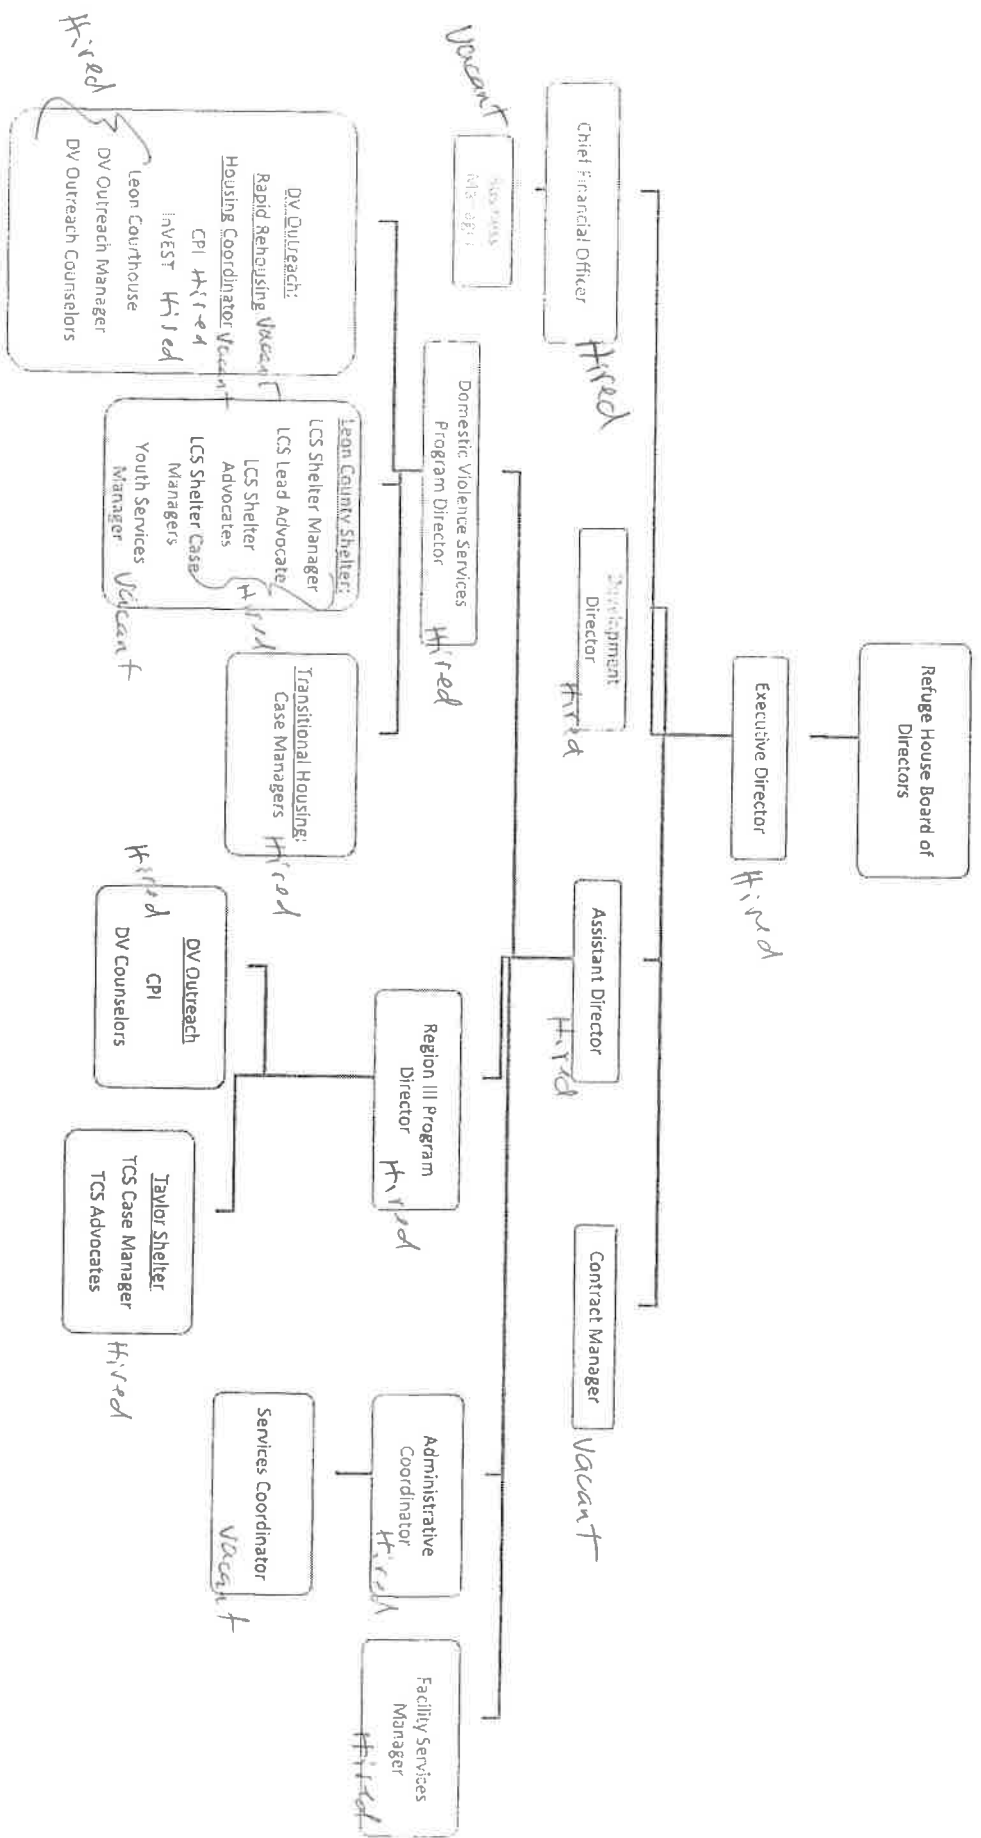 Refuge House Board of
Directors
Executive Director
Hired
Chief Financial Officer
Hired
Development
Director
Hired
Assistant Director
Hired
Contract Manager
Vacant
Vacant
Domestic Violence Services
Program Director
Hired
Region III Program
Director
Hired
Administrative
Coordinator
Hired
Facility Services
Manager
Hired
DV Outreach:
Rapid Rehousing Vacant
Housing Coordinator Vacant
CPI Hired
InVEST Hired
Leon Courthouse
DV Outreach Manager
DV Outreach Counselors
Hired
Leon County Shelter:
LCS Shelter Manager
LCS Lead Advocate
LCS Shelter
Advocates
LCS Shelter Case
Managers
Hired
Youth Services
Manager Vacant
Transitional Housing:
Case Managers
Hired
DV Outreach
CPI
DV Counselors
Hired
Taylor Shelter
TCS Case Manager
TCS Advocates
Hired
Services Coordinator
Vacant